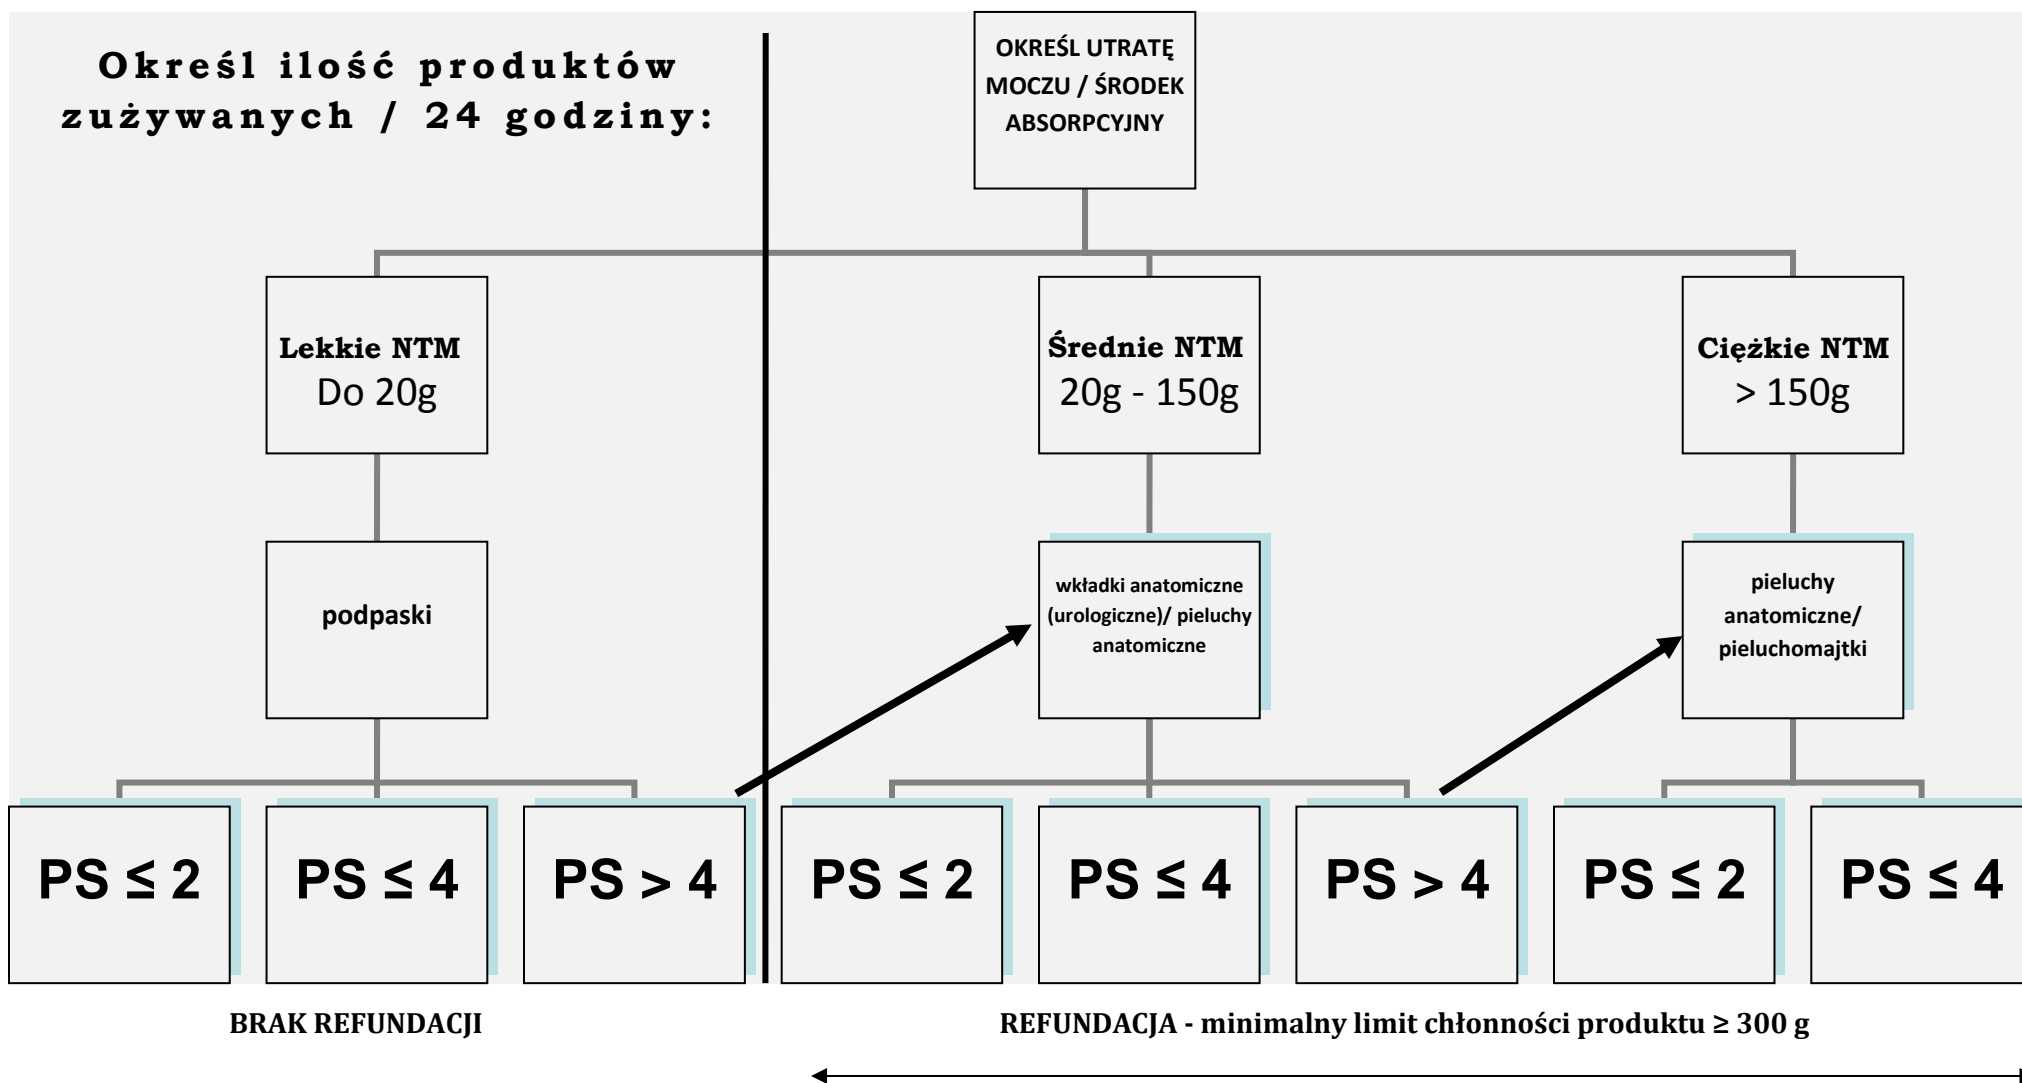 Określ ilość produktów
zużywanych / 24 godziny:
OKREŚL UTRATĘ
MOCZU / ŚRODEK
ABSORPCYJNY
Lekkie NTM
Do 20g
Średnie NTM
20g - 150g
Ciężkie NTM
> 150g
podpaski
wkładki anatomiczne
(urologiczne)/ pieluchy
anatomiczne
pieluchy
anatomiczne/
pieluchomajtki
PS ≤ 2
PS ≤ 4
PS > 4
PS ≤ 2
PS ≤ 4
PS > 4
PS ≤ 2
PS ≤ 4
BRAK REFUNDACJI
REFUNDACJA - minimalny limit chłonności produktu ≥ 300 g